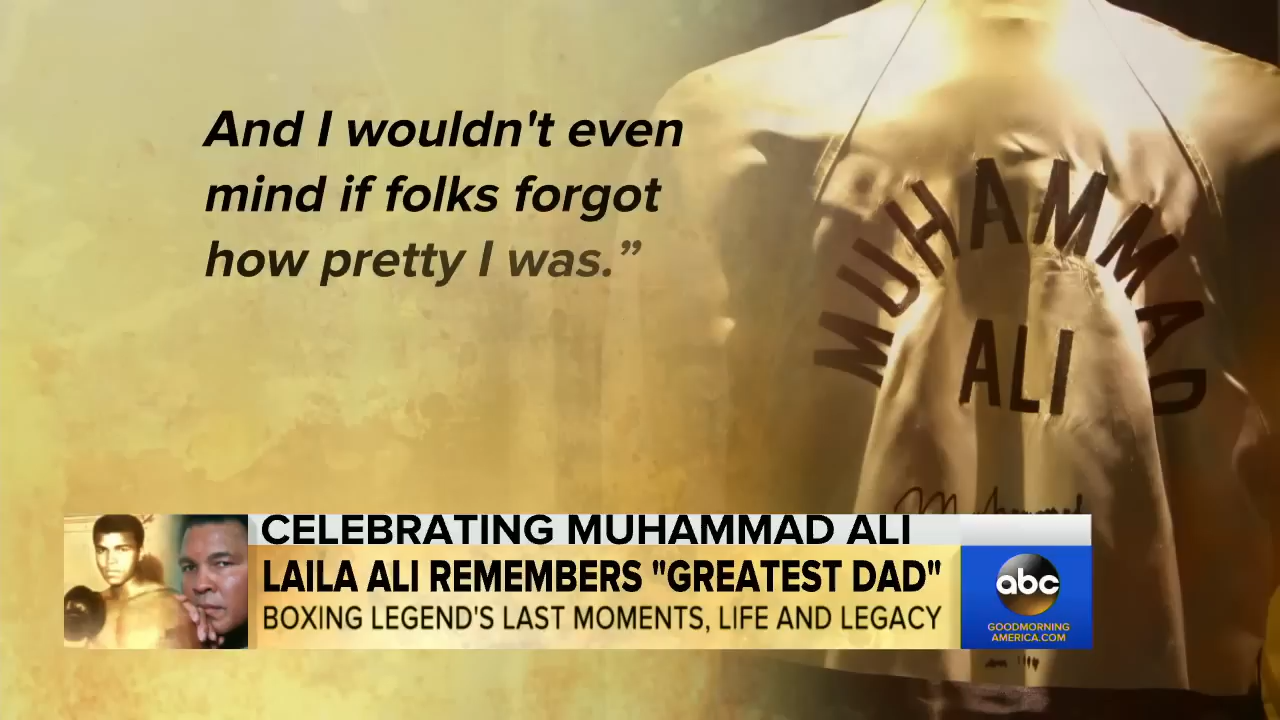 And I wouldn't even
mind if folks forgot
how pretty I was.”
MUHAMMAD
ALI
CELEBRATING MUHAMMAD ALI
LAILA ALI REMEMBERS "GREATEST DAD"
BOXING LEGEND'S LAST MOMENTS, LIFE AND LEGACY
abc
GOODMORNING
AMERICA.COM